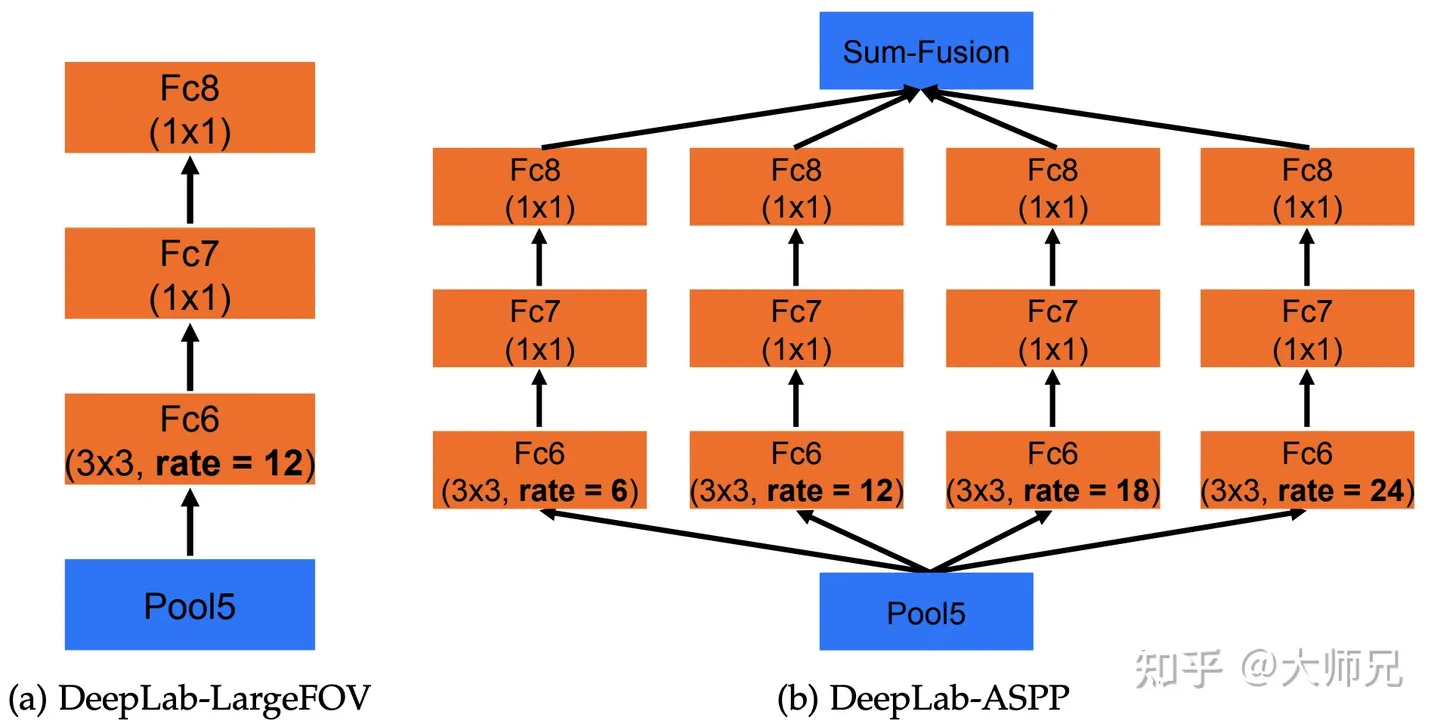 Fc8
(1x1)
Fc7
(1x1)
Fc6
(3x3, rate = 12)
Pool5
(a) DeepLab-LargeFOV
Sum-Fusion
Fc8
(1x1)
Fc8
(1x1)
Fc8
(1x1)
Fc8
(1x1)
Fc7
(1x1)
Fc7
(1x1)
Fc7
(1x1)
Fc7
(1x1)
Fc6
(3x3, rate = 6)
Fc6
(3x3, rate = 12)
Fc6
(3x3, rate = 18)
Fc6
(3x3, rate = 24)
Pool5
(b) DeepLab-ASPP
知乎 @大师兄